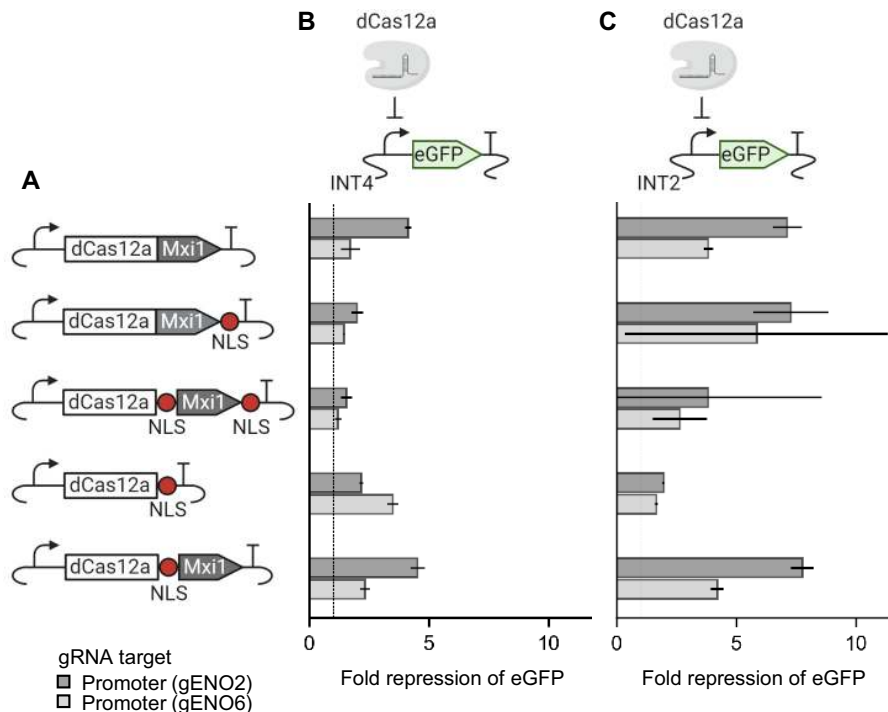 B
C
dCas12a
dCas12a
eGFP
eGFP
A
INT4
INT2
dCas12a Mxi1
dCas12a Mxi1
NLS
dCas12a Mxi1
NLS NLS
dCas12a
NLS
dCas12a Mxi1
NLS
0 5 10
0 5 10
Fold repression of eGFP
Fold repression of eGFP
gRNA target
Promoter (gENO2)
Promoter (gENO6)